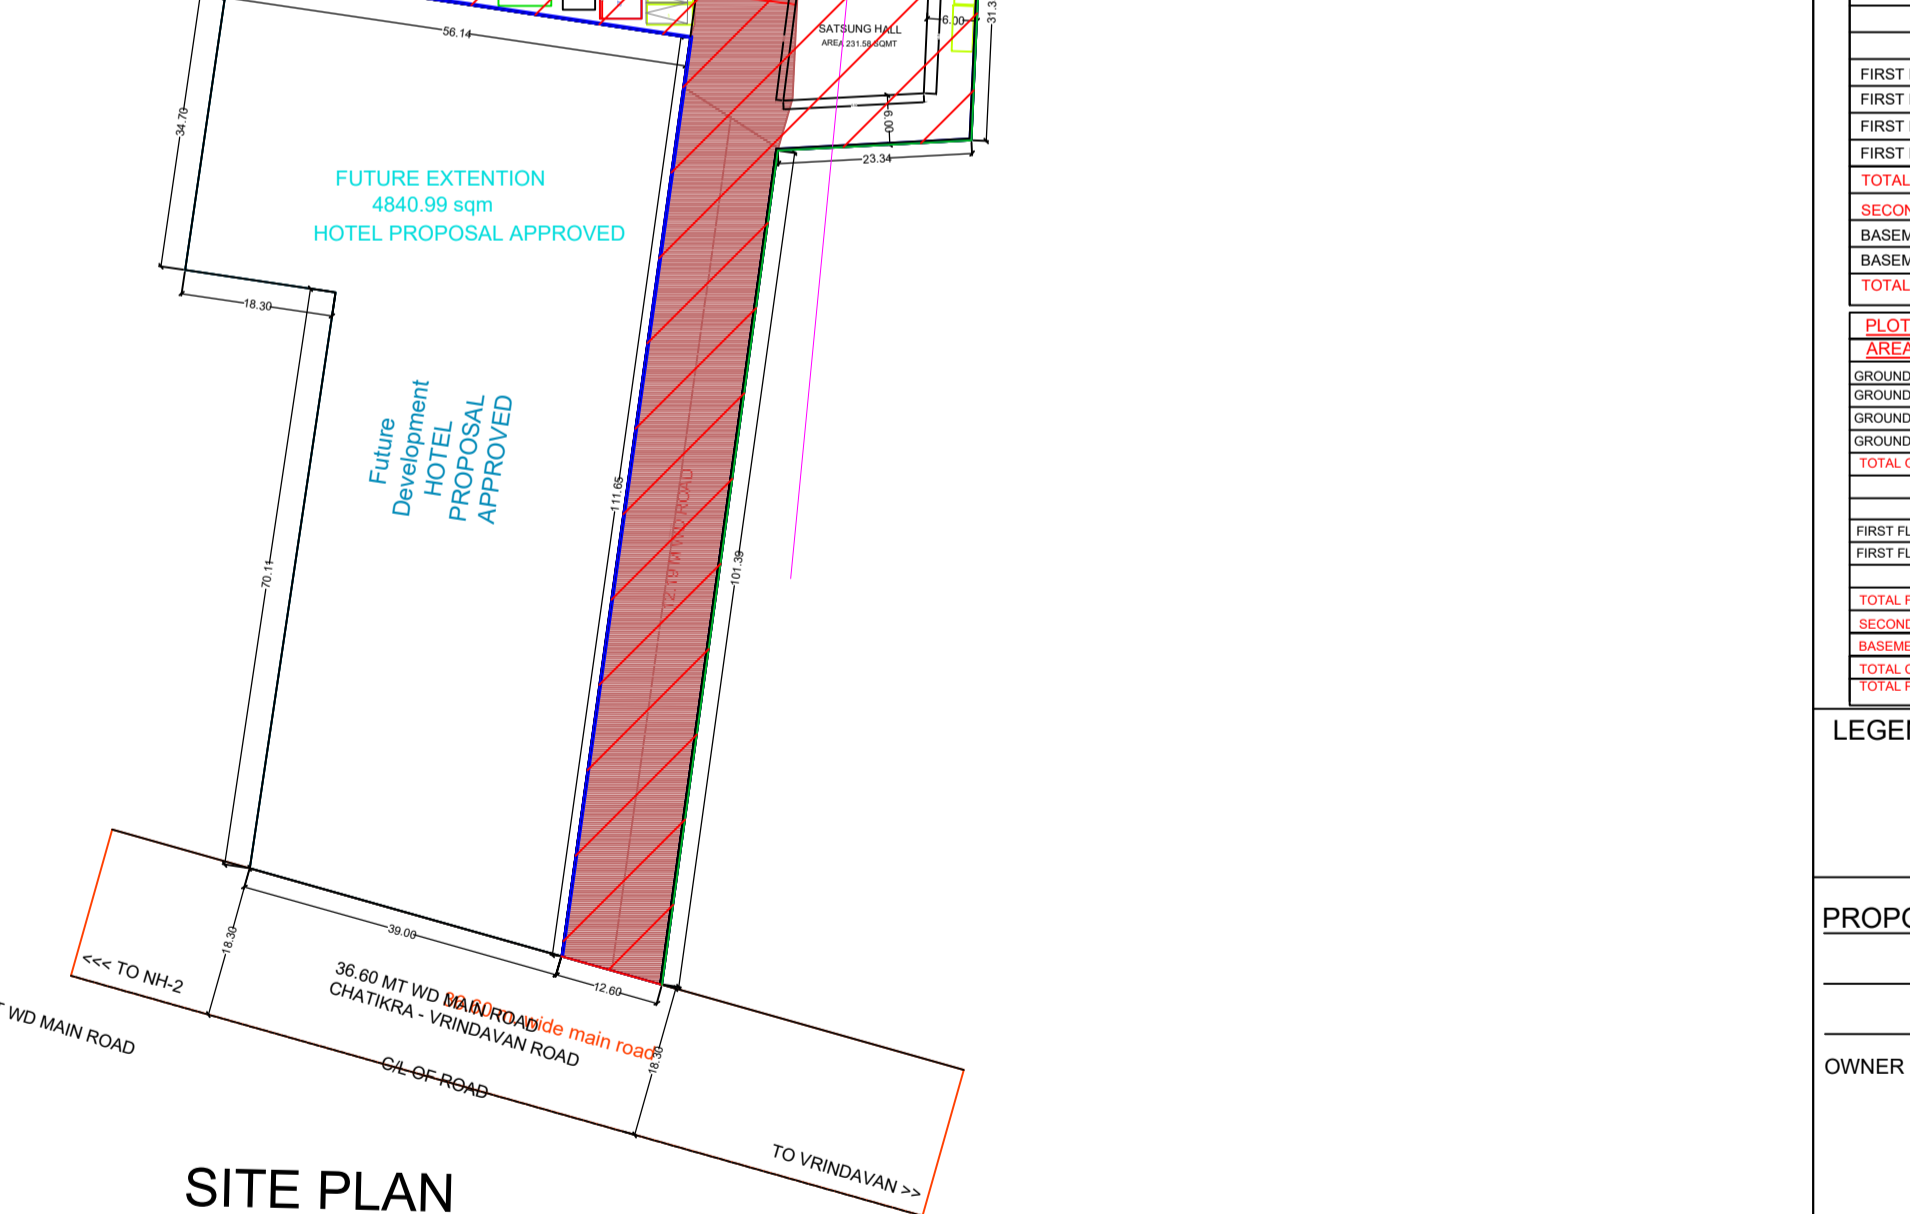 56.14
34.70
SATSUNG HALL
AREA 231.58 SQMT
6.00
31.3
6.00
23.34
FUTURE EXTENTION
4840.99 sqm
HOTEL PROPOSAL APPROVED
18.30
Future
Development
HOTEL
PROPOSAL
APPROVED
111.65
12.19 M WD ROAD
101.39
70.11
39.00
12.60
18.30
18.30
<<< TO NH-2
36.60 MT WD MAIN ROAD
CHATIKRA - VRINDAVAN ROAD
wide main road
WD MAIN ROAD
C/L OF ROAD
TO VRINDAVAN >>
SITE PLAN
FIRST
FIRST
FIRST
FIRST
TOTAL
SECON
BASEM
BASEM
TOTAL
PLOT
AREA
GROUND
GROUND
GROUND
GROUND
TOTAL
FIRST FL
FIRST FL
TOTAL
SECOND
BASEME
TOTAL
TOTAL
LEGE
PROPO
OWNER